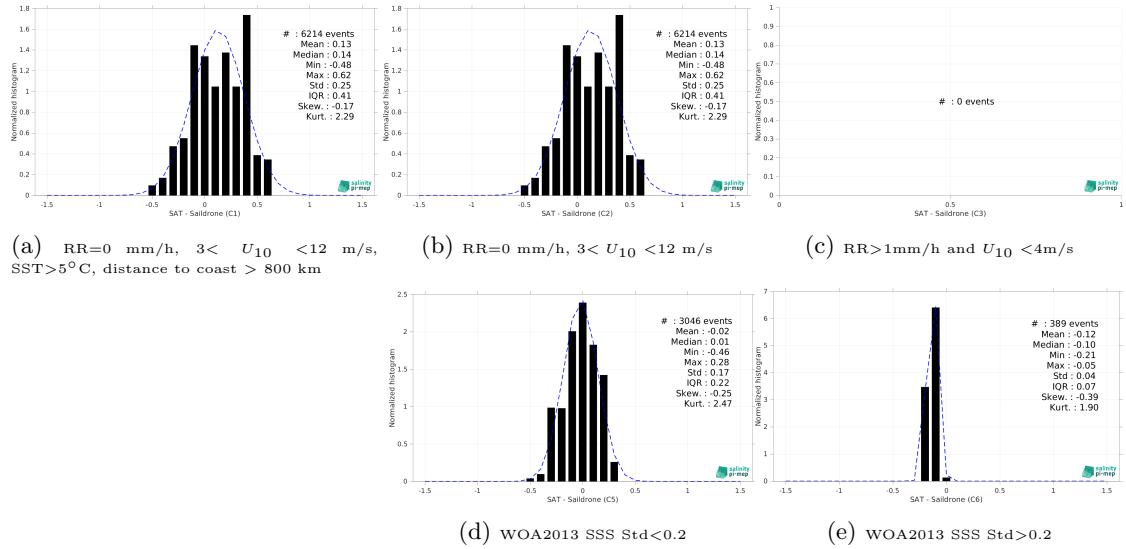 1.8
1.6
1.4
1.2
1
0.8
0.6
0.4
0.2
0
Normalized histogram
# : 6214 events
Mean : 0.13
Median : 0.14
Min : -0.48
Max : 0.62
Std : 0.25
IQR : 0.41
Skew. : -0.17
Kurt. : 2.29
salinity
pi-mep
-1.5 -1 -0.5 0 0.5 1 1.5
SAT - Saildrone (C1)
(a) RR=0 mm/h, 3< U10 <12 m/s,
SST>5°C, distance to coast > 800 km
1.8
1.6
1.4
1.2
1
0.8
0.6
0.4
0.2
0
Normalized histogram
# : 6214 events
Mean : 0.13
Median : 0.14
Min : -0.48
Max : 0.62
Std : 0.25
IQR : 0.41
Skew. : -0.17
Kurt. : 2.29
salinity
pi-mep
-1.5 -1 -0.5 0 0.5 1 1.5
SAT - Saildrone (C2)
(b) RR=0 mm/h, 3< U10 <12 m/s
1
0.9
0.8
0.7
0.6
0.5
0.4
0.3
0.2
0.1
0
Normalized histogram
# : 0 events
salinity
pi-mep
0 0.5 1
SAT - Saildrone (C3)
(c) RR>1mm/h and U10 <4m/s
2.5
2
1.5
1
0.5
0
Normalized histogram
# : 3046 events
Mean : -0.02
Median : 0.01
Min : -0.46
Max : 0.28
Std : 0.17
IQR : 0.22
Skew. : -0.25
Kurt. : 2.47
salinity
pi-mep
-1.5 -1 -0.5 0 0.5 1 1.5
SAT - Saildrone (C5)
(d) WOA2013 SSS Std<0.2
7
6
5
4
3
2
1
0
Normalized histogram
# : 389 events
Mean : -0.12
Median : -0.10
Min : -0.21
Max : -0.05
Std : 0.04
IQR : 0.07
Skew. : -0.39
Kurt. : 1.90
salinity
pi-mep
-1.5 -1 -0.5 0 0.5 1 1.5
SAT - Saildrone (C6)
(e) WOA2013 SSS Std>0.2